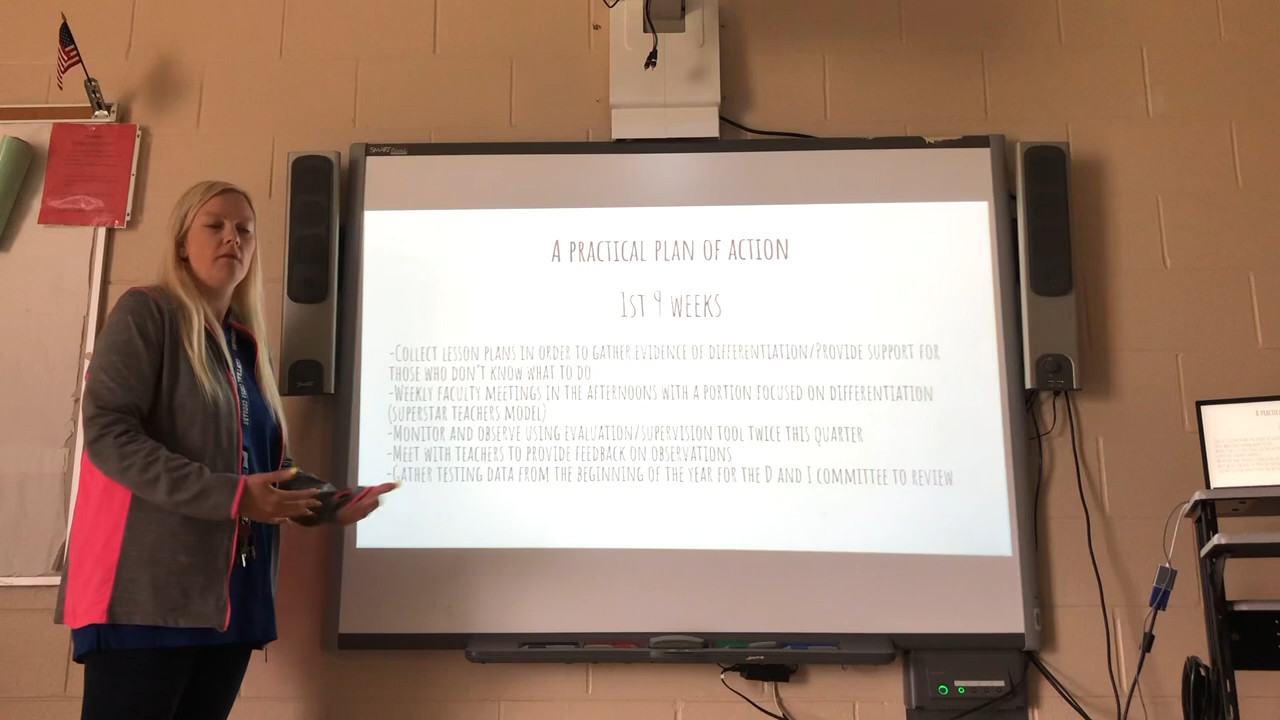 SMART Board
A PRACTICAL PLAN OF ACTION
1ST 9 WEEKS
-COLLECT LESSON PLANS IN ORDER TO GATHER EVIDENCE OF DIFFERENTIATION/PROVIDE SUPPORT FOR
THOSE WHO DON'T KNOW WHAT TO DO
-WEEKLY FACULTY MEETINGS IN THE AFTERNOONS WITH A PORTION FOCUSED ON DIFFERENTIATION
(SUPERSTAR TEACHERS MODEL)
-MONITOR AND OBSERVE USING EVALUATION/SUPERVISION TOOL TWICE THIS QUARTER
-MEET WITH TEACHERS TO PROVIDE FEEDBACK ON OBSERVATIONS
-GATHER TESTING DATA FROM THE BEGINNING OF THE YEAR FOR THE D AND I COMMITTEE TO REVIEW
SMART